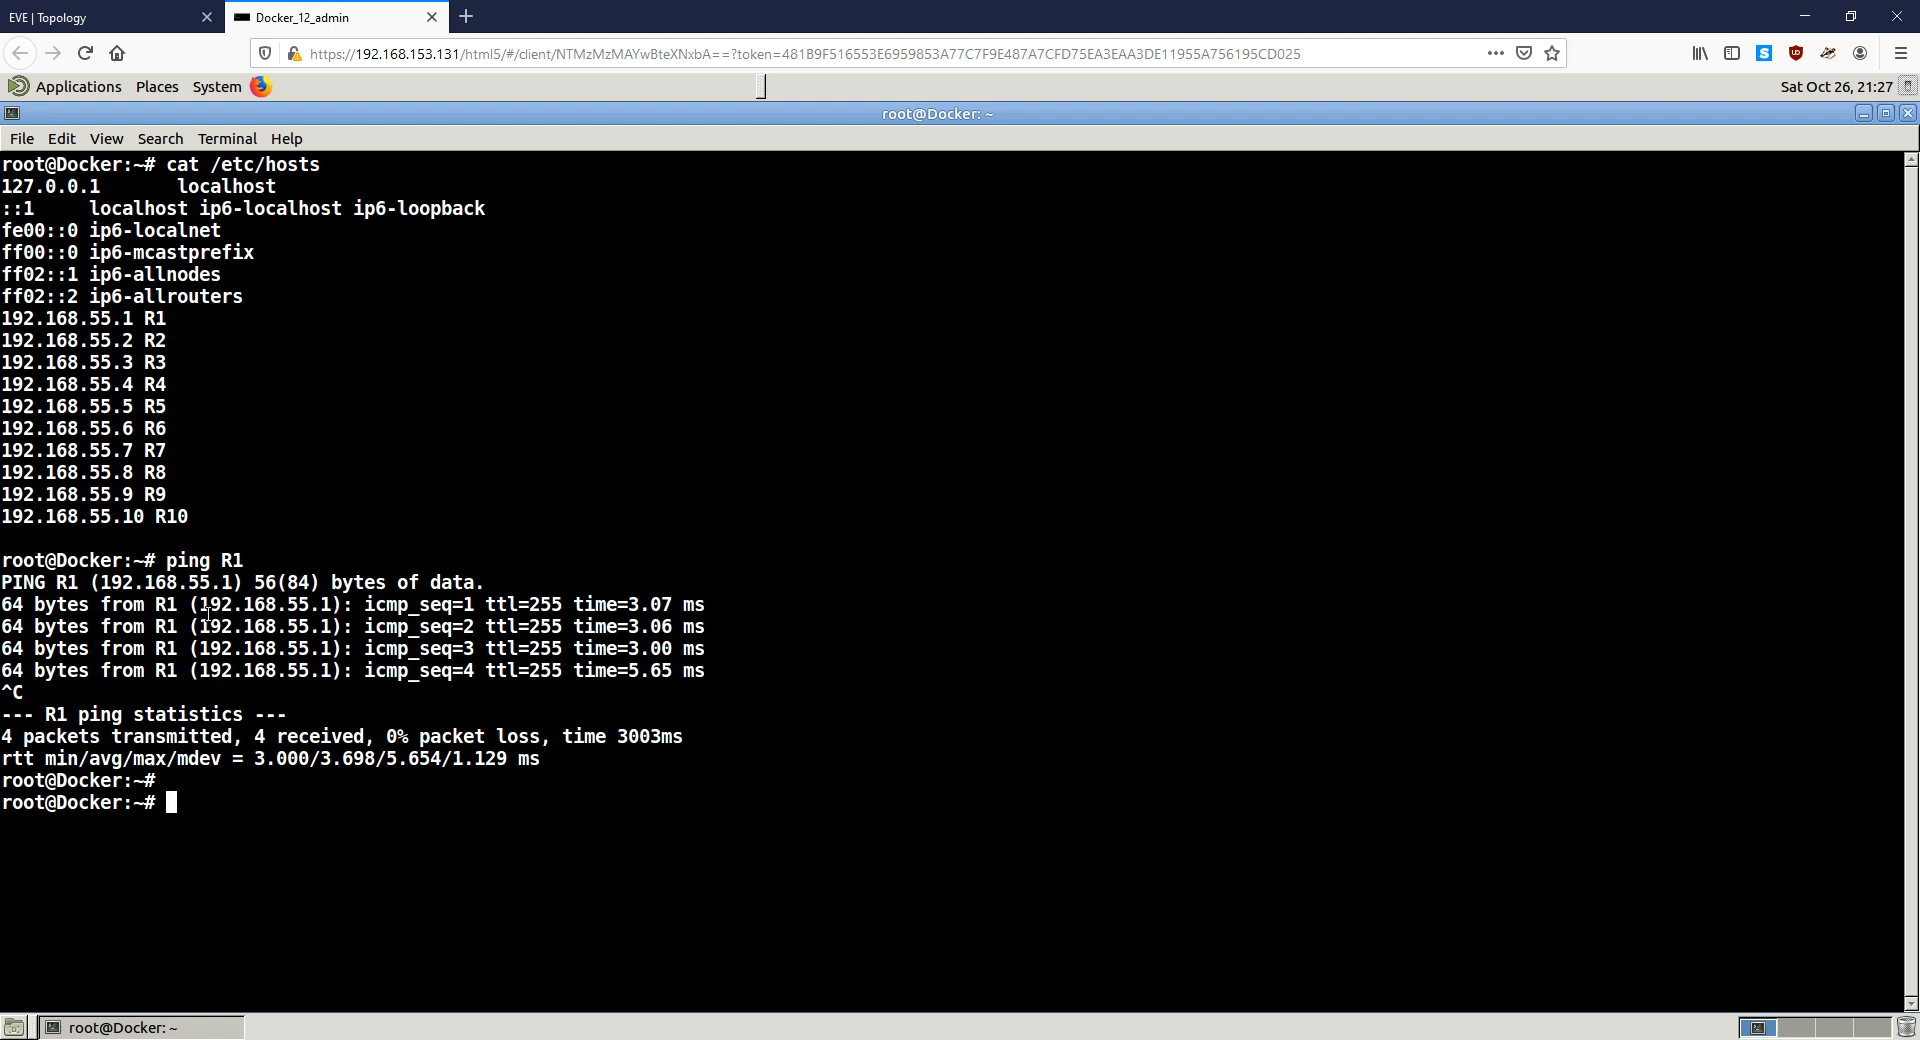 EVE | Topology
Docker_12_admin
https://192.168.153.131/html5/#/client/NTMzMzMAYwBteXNxbA==?token=481B9F516553E6959853A77C7F9E487A7CFD75EA3EAA3DE11955A756195CD025
Applications Places System
Sat Oct 26, 21:27
root@Docker: ~
File Edit View Search Terminal Help
root@Docker:~# cat /etc/hosts
127.0.0.1       localhost
::1     localhost ip6-localhost ip6-loopback
fe00::0 ip6-localnet
ff00::0 ip6-mcastprefix
ff02::1 ip6-allnodes
ff02::2 ip6-allrouters
192.168.55.1 R1
192.168.55.2 R2
192.168.55.3 R3
192.168.55.4 R4
192.168.55.5 R5
192.168.55.6 R6
192.168.55.7 R7
192.168.55.8 R8
192.168.55.9 R9
192.168.55.10 R10
root@Docker:~# ping R1
PING R1 (192.168.55.1) 56(84) bytes of data.
64 bytes from R1 (192.168.55.1): icmp_seq=1 ttl=255 time=3.07 ms
64 bytes from R1 (192.168.55.1): icmp_seq=2 ttl=255 time=3.06 ms
64 bytes from R1 (192.168.55.1): icmp_seq=3 ttl=255 time=3.00 ms
64 bytes from R1 (192.168.55.1): icmp_seq=4 ttl=255 time=5.65 ms
^C
--- R1 ping statistics ---
4 packets transmitted, 4 received, 0% packet loss, time 3003ms
rtt min/avg/max/mdev = 3.000/3.698/5.654/1.129 ms
root@Docker:~#
root@Docker:~#
root@Docker: ~